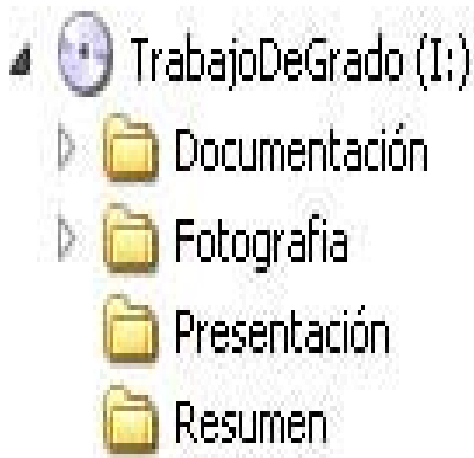 TrabajoDeGrado (I:)
Documentación
Fotografia
Presentación
Resumen